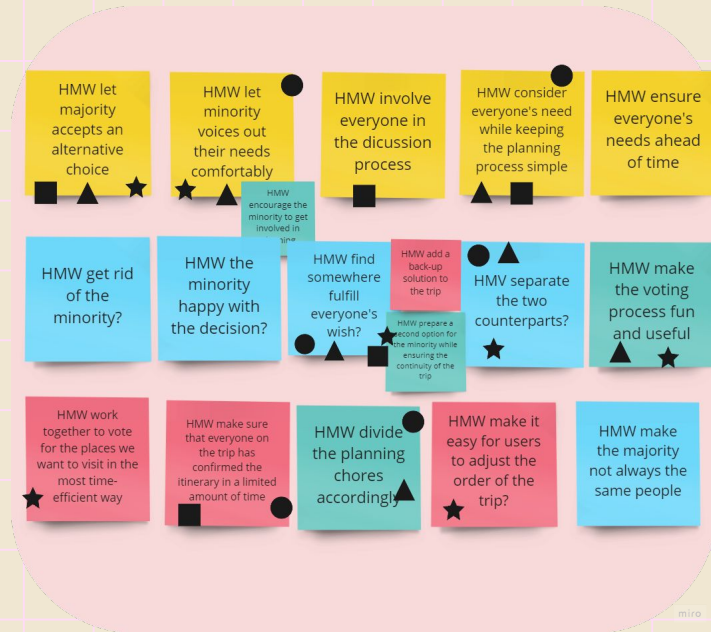 HMW let
majority
accepts an
alternative
choice
HMW let
minority
voices out
their needs
comfortably
HMW involve
everyone in
the dicussion
process
HMW consider
everyone's need
while keeping
the planning
process simple
HMW ensure
everyone's
needs ahead
of time
HMW
encourage the
minority to get
involved in
HMW get rid
of the
minority?
HMW the
minority
happy with
the decision?
HMW find
somewhere
fulfill
everyone's
wish?
HMW add a
back-up
solution to
the trip
HMW prepare a
second option for
the minority while
ensuring the
continuity of the
trip
HMV separate
the two
counterparts?
HMW make
the voting
process fun
and useful
HMW work
together to vote
for the places we
want to visit in the
most time-
efficient way
HMW make sure
that everyone on
the trip has
confirmed the
itinerary in a limited
amount of time
HMW divide
the planning
chores
accordingly
HMW make it
easy for users
to adjust the
order of the
trip?
HMW make
the majority
not always the
same people
miro